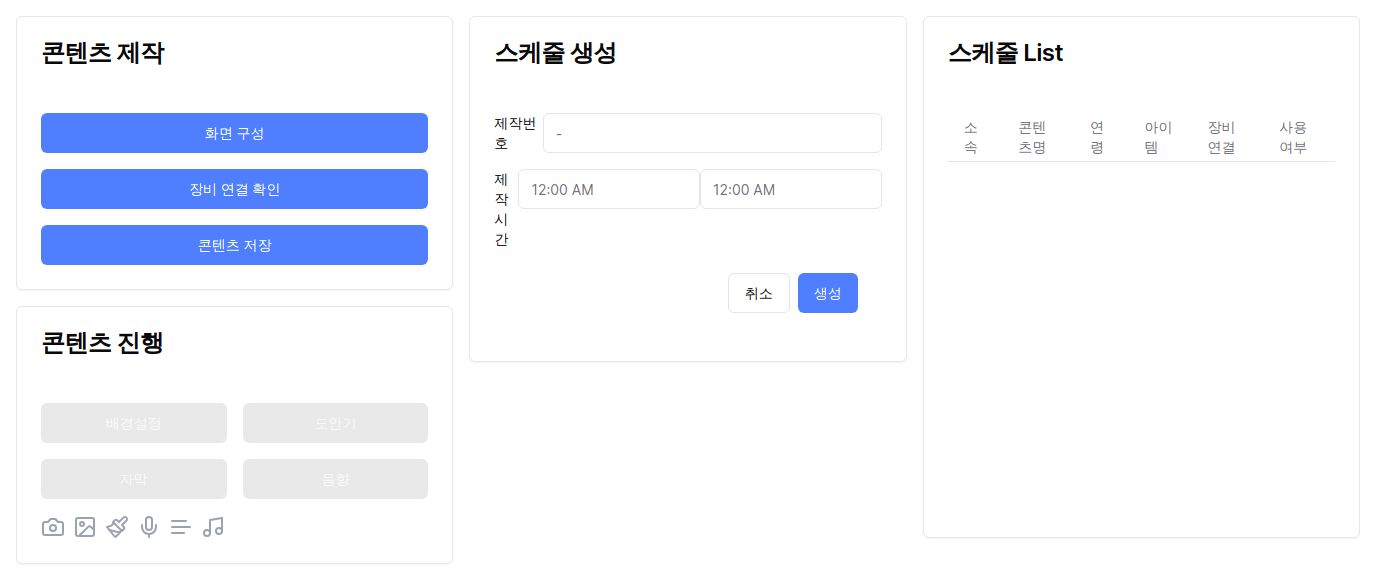 콘텐츠 제작
화면 구성
장비 연결 확인
콘텐츠 저장
콘텐츠 진행
배경설정
도안기
자막
음향
스케줄 생성
제작번
호
-
제
작
시
간
12:00 AM
12:00 AM
취소
생성
스케줄 List
소
속
콘텐
츠명
연
령
아이
템
장비
연결
사용
여부